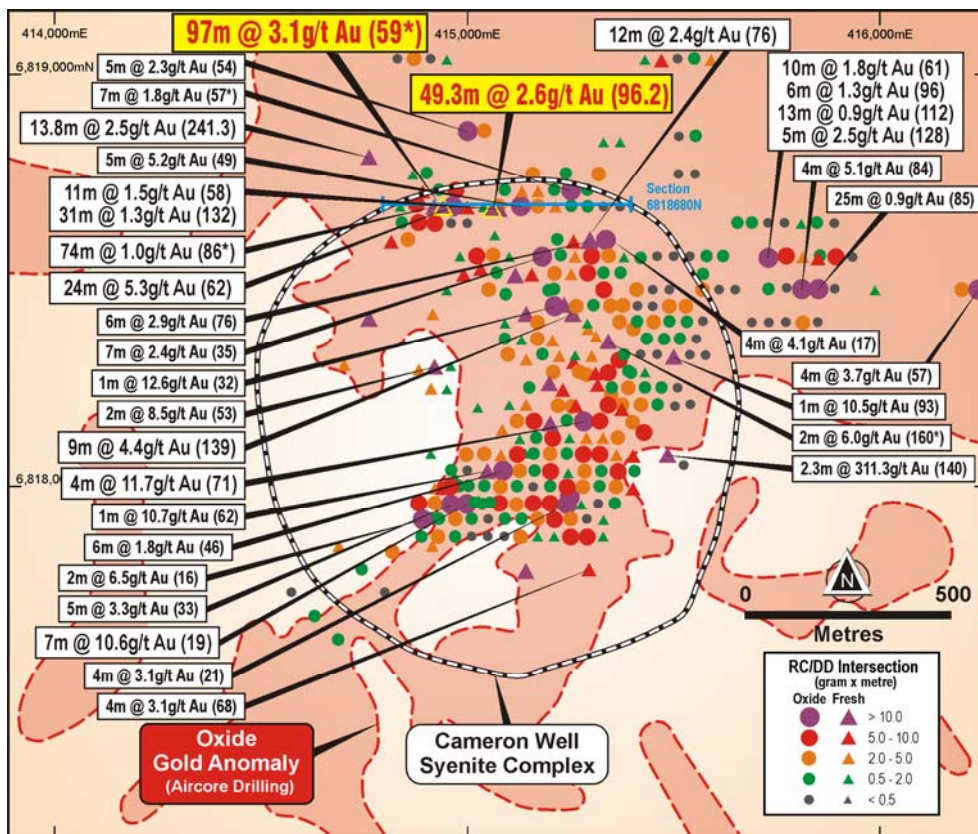 414,000mE
415,000mE
416,000mE
6,819,000mN
97m @ 3.1g/t Au (59*)
12m @ 2.4g/t Au (76)
5m @ 2.3g/t Au (54)
7m @ 1.8g/t Au (57*)
49.3m @ 2.6g/t Au (96.2)
10m @ 1.8g/t Au (61)
6m @ 1.3g/t Au (96)
13m @ 0.9g/t Au (112)
5m @ 2.5g/t Au (128)
13.8m @ 2.5g/t Au (241.3)
5m @ 5.2g/t Au (49)
4m @ 5.1g/t Au (84)
11m @ 1.5g/t Au (58)
31m @ 1.3g/t Au (132)
Section
6818680N
25m @ 0.9g/t Au (85)
74m @ 1.0g/t Au (86*)
24m @ 5.3g/t Au (62)
6m @ 2.9g/t Au (76)
7m @ 2.4g/t Au (35)
4m @ 4.1g/t Au (17)
1m @ 12.6g/t Au (32)
4m @ 3.7g/t Au (57)
2m @ 8.5g/t Au (53)
1m @ 10.5g/t Au (93)
9m @ 4.4g/t Au (139)
2m @ 6.0g/t Au (160*)
2.3m @ 311.3g/t Au (140)
4m @ 11.7g/t Au (71)
6,818,0
1m @ 10.7g/t Au (62)
6m @ 1.8g/t Au (46)
2m @ 6.5g/t Au (16)
5m @ 3.3g/t Au (33)
7m @ 10.6g/t Au (19)
4m @ 3.1g/t Au (21)
4m @ 3.1g/t Au (68)
N
0 500
Metres
Oxide
Gold Anomaly
(Aircore Drilling)
Cameron Well
Syenite Complex
RC/DD Intersection
(gram x metre)
Oxide Fresh
> 10.0
5.0 - 10.0
2.0 - 5.0
0.5 - 2.0
< 0.5